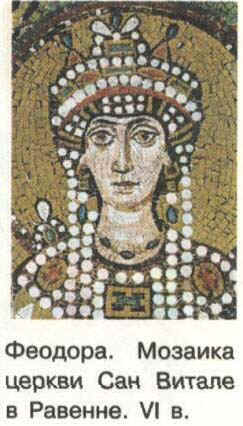 Феодора. Мозаика
церкви Сан Витале
в Равенне. VI в.